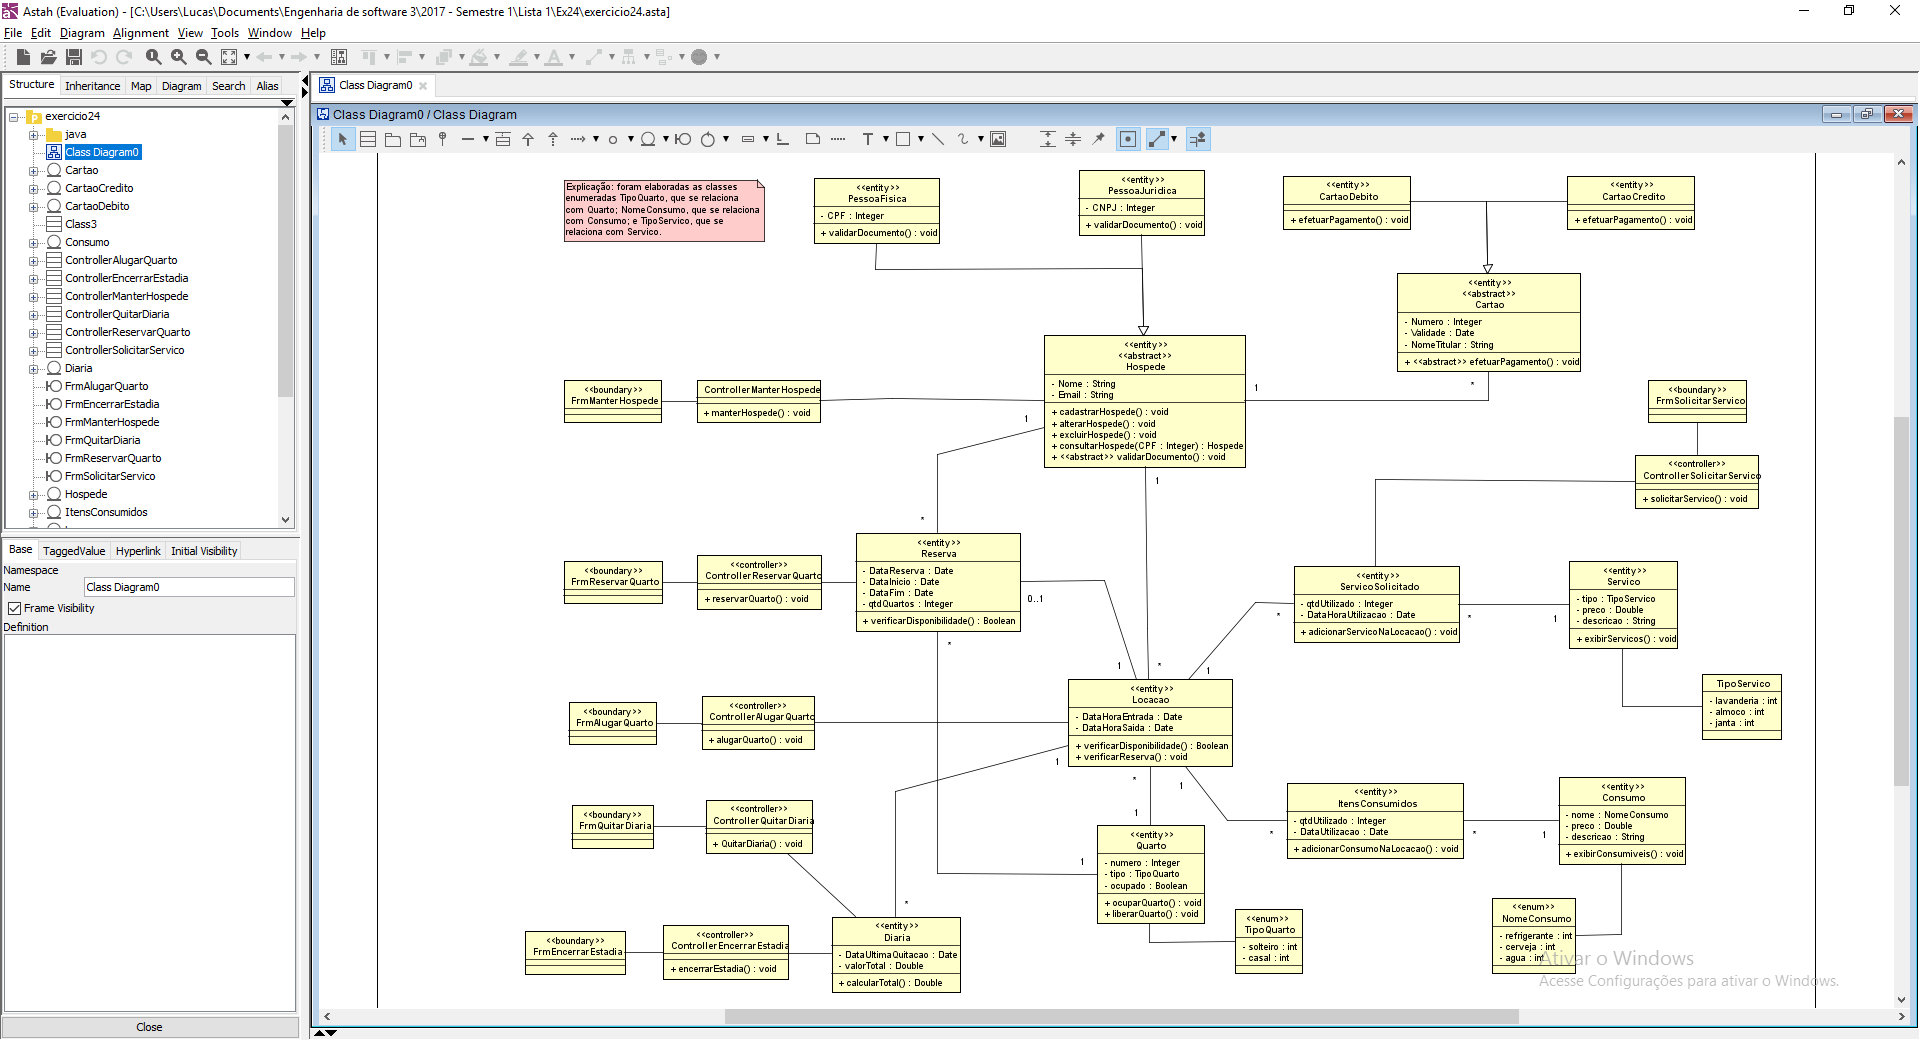 Astah (Evaluation) - [C:\Users\Lucas\Documents\Engenharia de software 3\2017 - Semestre 1\Lista 1\Ex24\exercicio24.asta]
File Edit Diagram Alignment View Tools Window Help
Structure Inheritance Map Diagram Search Alias
exercicio24
java
Class Diagram0
Cartao
CartaoCredito
CartaoDebito
Class3
Consumo
ControllerAlugarQuarto
ControllerEncerrarEstadia
ControllerManterHospede
ControllerQuitarDiaria
ControllerReservarQuarto
ControllerSolicitarServico
Diaria
FrmAlugarQuarto
FrmEncerrarEstadia
FrmManterHospede
FrmQuitarDiaria
FrmReservarQuarto
FrmSolicitarServico
Hospede
ItensConsumidos
Base TaggedValue Hyperlink Initial Visibility
Namespace
Name Class Diagram0
Frame Visibility
Definition
Close
Class Diagram0
Class Diagram0 / Class Diagram
Explicação: foram elaboradas as classes
enumeradas TipoQuarto, que se relaciona
com Quarto; NomeConsumo, que se relaciona
com Consumo; e TipoServico, que se
relaciona com Servico.
<<entity>>
PessoaFisica
- CPF : Integer
+ validarDocumento() : void
<<entity>>
PessoaJuridica
- CNPJ : Integer
+ validarDocumento() : void
<<entity>>
CartaoDebito
+ efetuarPagamento() : void
<<entity>>
CartaoCredito
+ efetuarPagamento() : void
<<entity>>
<<abstract>>
Cartao
- Numero : Integer
- Validade : Date
- NomeTitular : String
+ <<abstract>> efetuarPagamento() : void
<<entity>>
<<abstract>>
Hospede
- Nome : String
- Email : String
+ cadastrarHospede() : void
+ alterarHospede() : void
+ excluirHospede() : void
+ consultarHospede(CPF : Integer) : Hospede
+ <<abstract>> validarDocumento() : void
1
*
1
1
*
<<boundary>>
FrmManterHospede
ControllerManterHospede
+ manterHospede() : void
<<boundary>>
FrmSolicitarServico
<<controller>>
ControllerSolicitarServico
+ solicitarServico() : void
<<boundary>>
FrmReservarQuarto
<<controller>>
ControllerReservarQuarto
+ reservarQuarto() : void
<<entity>>
Reserva
- DataReserva : Date
- DataInicio : Date
- DataFim : Date
- qtdQuartos : Integer
+ verificarDisponibilidade() : Boolean
0..1
*
<<entity>>
ServicoSolicitado
- qtdUtilizado : Integer
- DataHoraUtilizacao : Date
+ adicionarServicoNaLocacao() : void
*
*
1
<<entity>>
Servico
- tipo : TipoServico
- preco : Double
- descricao : String
+ exibirServicos() : void
TipoServico
- lavanderia : int
- almoco : int
- janta : int
1
*
1
<<boundary>>
FrmAlugarQuarto
<<controller>>
ControllerAlugarQuarto
+ alugarQuarto() : void
<<entity>>
Locacao
- DataHoraEntrada : Date
- DataHoraSaida : Date
+ verificarDisponibilidade() : Boolean
+ verificarReserva() : void
1
*
1
1
1
<<boundary>>
FrmQuitarDiaria
<<controller>>
ControllerQuitarDiaria
+ QuitarDiaria() : void
<<entity>>
Quarto
- numero : Integer
- tipo : TipoQuarto
- ocupado : Boolean
+ ocuparQuarto() : void
+ liberarQuarto() : void
<<entity>>
ItensConsumidos
- qtdUtilizado : Integer
- DataUtilizacao : Date
+ adicionarConsumoNaLocacao() : void
*
*
1
<<entity>>
Consumo
- nome : NomeConsumo
- preco : Double
- descricao : String
+ exibirConsumiveis() : void
*
<<boundary>>
FrmEncerrarEstadia
<<controller>>
ControllerEncerrarEstadia
+ encerrarEstadia() : void
<<entity>>
Diaria
- DataUltimaQuitacao : Date
- valorTotal : Double
+ calcularTotal() : Double
<<enum>>
TipoQuarto
- solteiro : int
- casal : int
<<enum>>
NomeConsumo
- refrigerante : int
- cerveja : int
- agua : int
Ativar o Windows
Acesse Configurações para ativar o Windows.